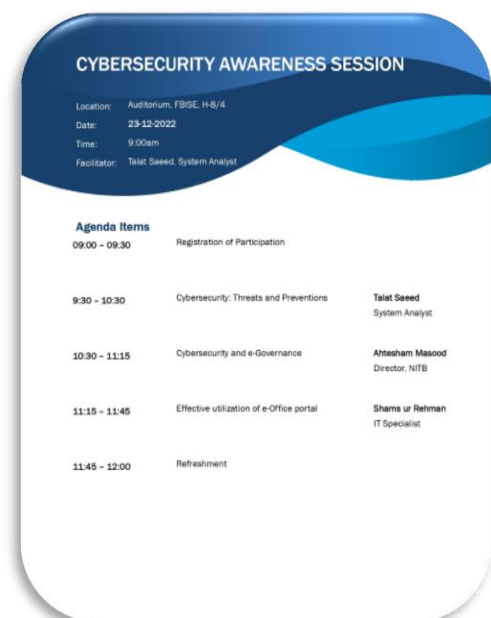 CYBERSECURITY AWARENESS SESSION
Location: Auditorium, FBISE, H-8/4
Date: 23-12-2022
Time: 9:00am
Facilitator: Talat Saeed, System Analyst
Agenda Items
09:00 – 09:30 Registration of Participation
9:30 – 10:30 Cybersecurity: Threats and Preventions Talat Saeed
System Analyst
10:30 – 11:15 Cybersecurity and e-Governance Ahtesham Masood
Director, NITB
11:15 – 11:45 Effective utilization of e-Office portal Shams ur Rehman
IT Specialist
11:45 – 12:00 Refreshment